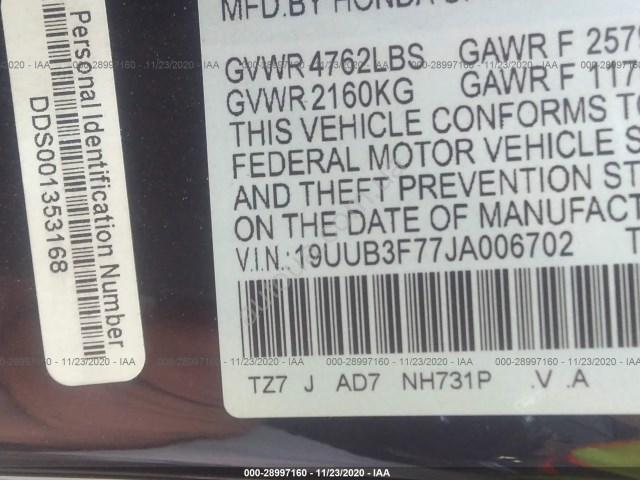 MFD.BY HONDA
GVWR 4762LBS GAWR F 257
GVWR 2160KG GAWR F 117
THIS VEHICLE CONFORMS T
FEDERAL MOTOR VEHICLE S
AND THEFT PREVENTION ST
ON THE DATE OF MANUFACT
V.I.N.: 19UUB3F77JA006702 T
TZ7 J AD7 NH731P .V .A
Personal Identification Number
DDS001353168
000-28997160 - 11/23/2020 - IAA